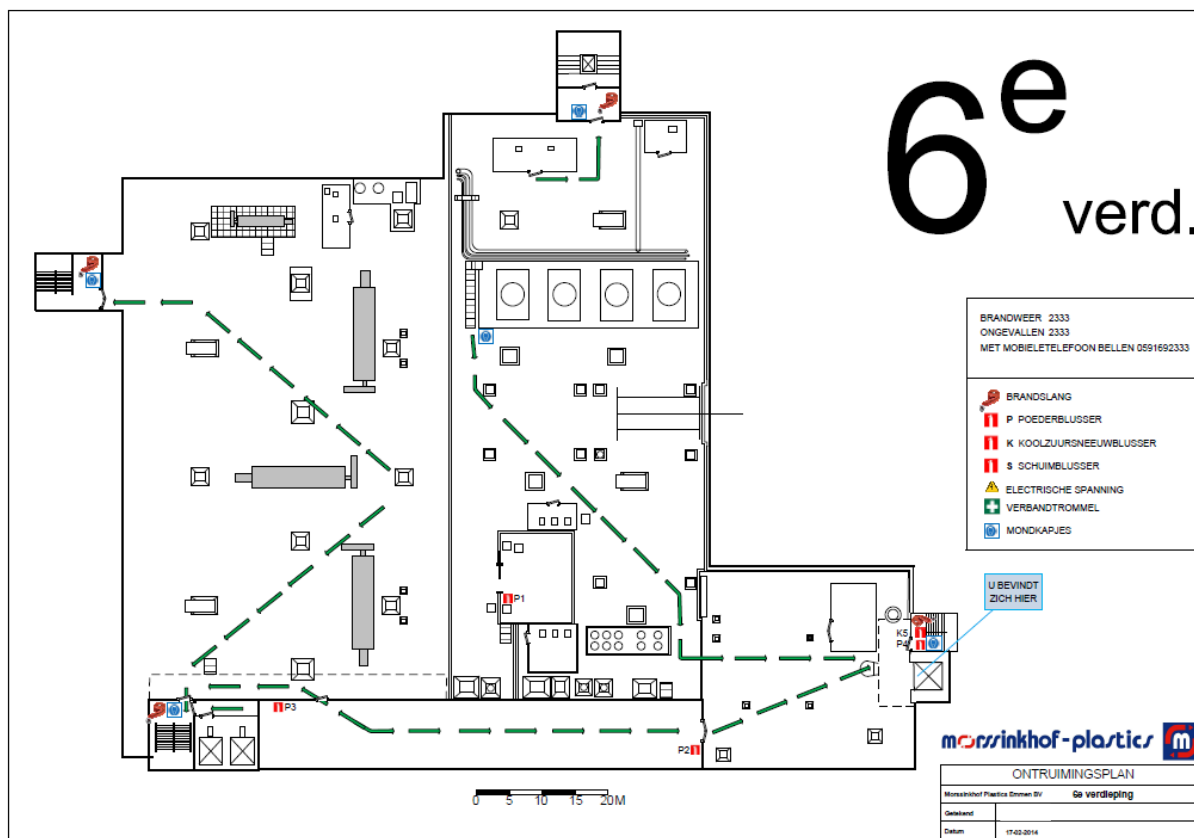 6e
verd.
BRANDWEER 2333
ONGEVALLEN 2333
MET MOBIELETELEFOON BELLEN 0591692333
BRANDSLANG
P POEDERBLUSSER
K KOOLZUURSNEEUWBLUSSER
S SCHUIMBLUSSER
ELECTRISCHE SPANNING
VERBANDTROMMEL
MONDKAPJES
U BEVINDT
ZICH HIER
P1
K5
P4
P3
P2
0 5 10 15 20M
morssinkhof-plastics m
ONTRUIMINGSPLAN
Morssinkhof Plastics Emmen BV 6e verdieping
Getekend
Datum 17-02-2014